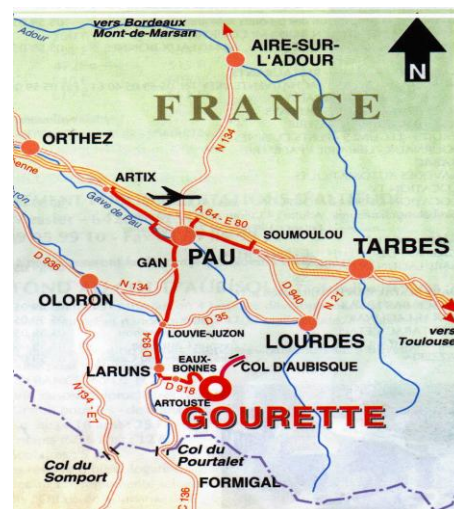 vers Bordeaux
Mont-de-Marsan
Adour
AIRE-SUR-
L'ADOUR
N
FRANCE
N 134
ORTHEZ
ARTIX
Gave de Pau
A 64 - E 80
SOUMOULOU
TARBES
PAU
GAN
D 936
N 134
OLORON
D 940
N 21
D 35
LOUVIE-JUZON
LOURDES
vers
Toulouse
D 934
EAUX-
BONNES
COL D'AUBISQUE
LARUNS
D 918
ARTOUSTE
GOURETTE
N134 - E7
Col du
Somport
Col du
Pourtalet
FORMIGAL
C 136